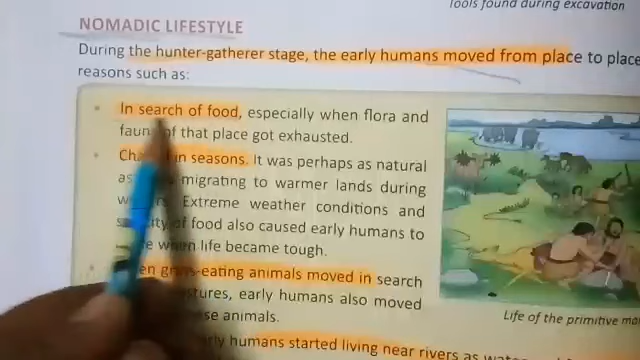 Tools found during excavation
NOMADIC LIFESTYLE
During the hunter-gatherer stage, the early humans moved from place to place
reasons such as:
In search of food, especially when flora and
of that place got exhausted.
in seasons. It was perhaps as natural
migrating to warmer lands during
Extreme weather conditions and
of food also caused early humans to
when life became tough.
grass-eating animals moved in search
early humans also moved
animals.
Life of the primitive
humans started living near rivers as